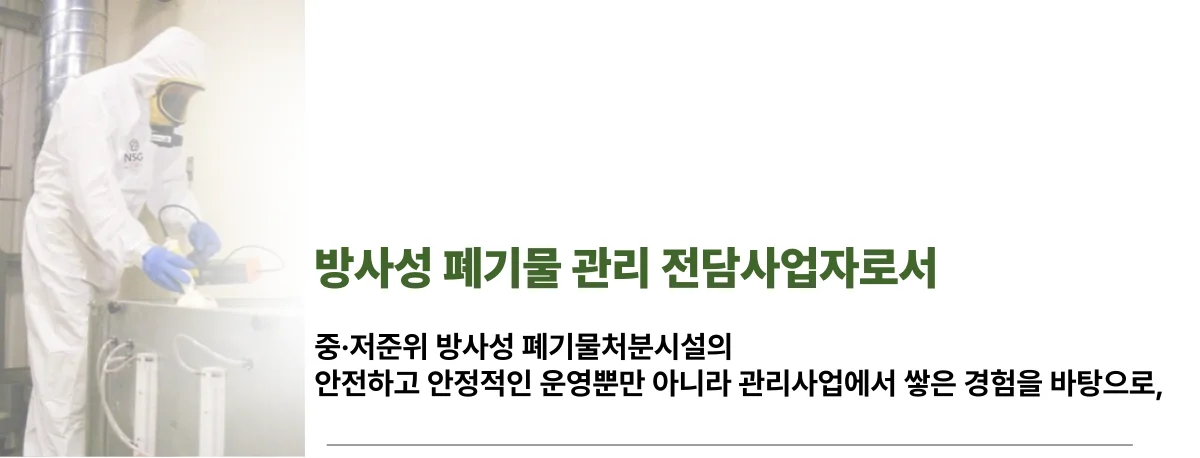 NSG
방사성 폐기물 관리 전담사업자로서
중·저준위 방사성 폐기물처분시설의
안전하고 안정적인 운영뿐만 아니라 관리사업에서 쌓은 경험을 바탕으로,